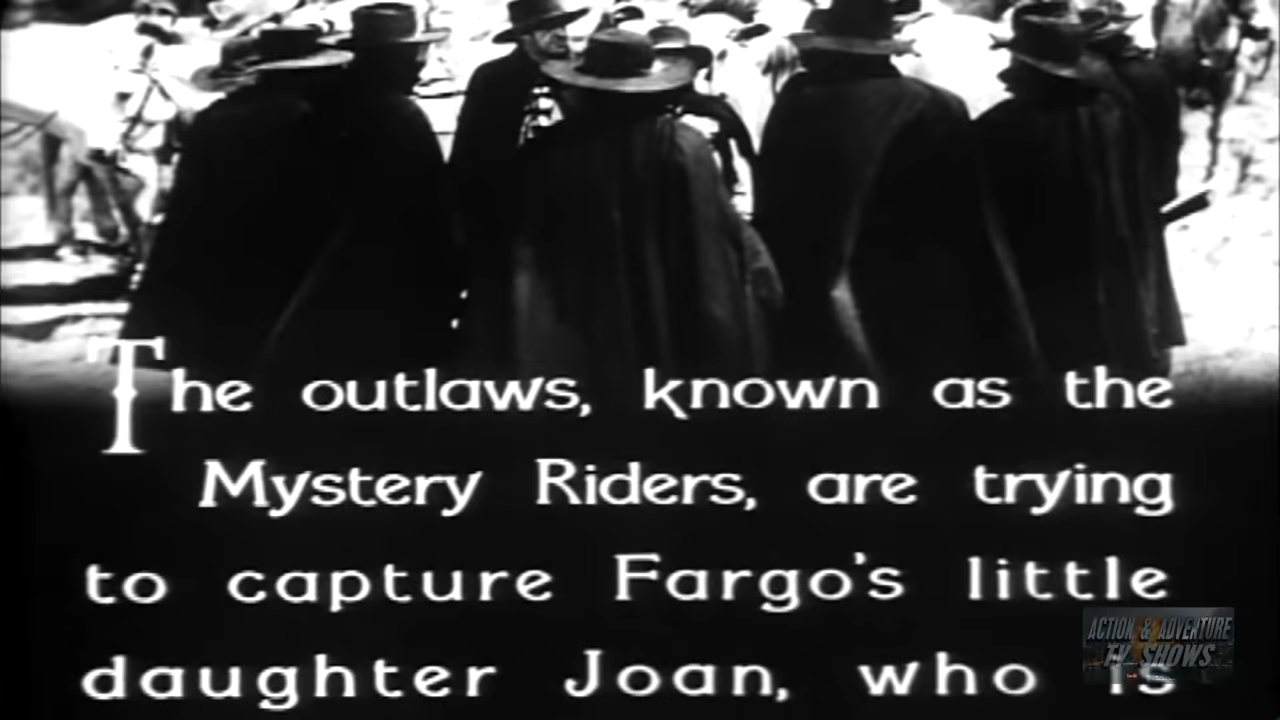 The outlaws, known as the
Mystery Riders, are trying
to capture Fargo's little
daughter Joan, who is
ACTION & ADVENTURE
TV SHOWS